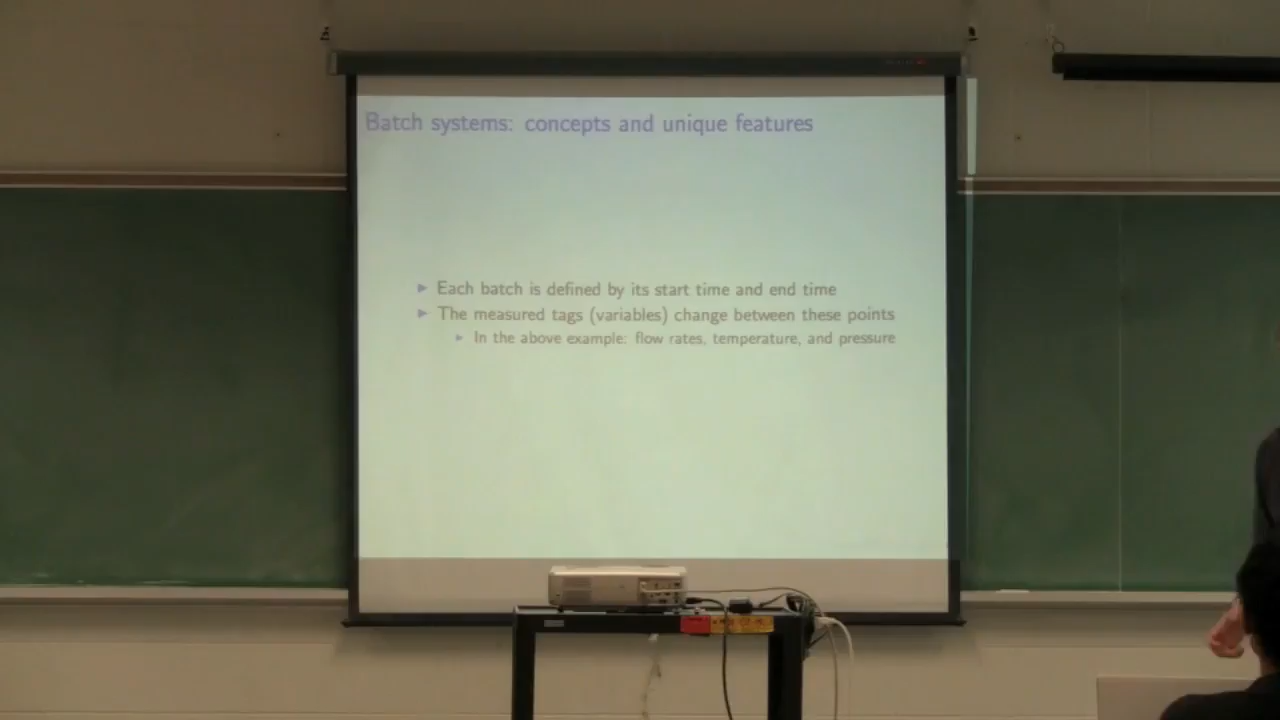 Batch systems: concepts and unique features
Each batch is defined by its start time and end time
The measured tags (variables) change between these points
In the above example: flow rates, temperature, and pressure